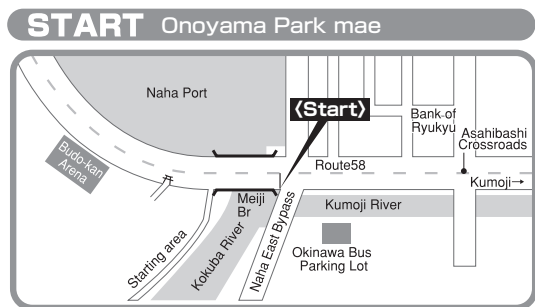 START Onoyama Park mae
Naha Port
〈Start〉
Bank of
Ryukyu
Asahibashi
Crossroads
Budo-kan
Arena
Route58
Kumoji→
Meiji
Br
Kumoji River
Starting area
Kokuba River
Naha East Bypass
Okinawa Bus
Parking Lot